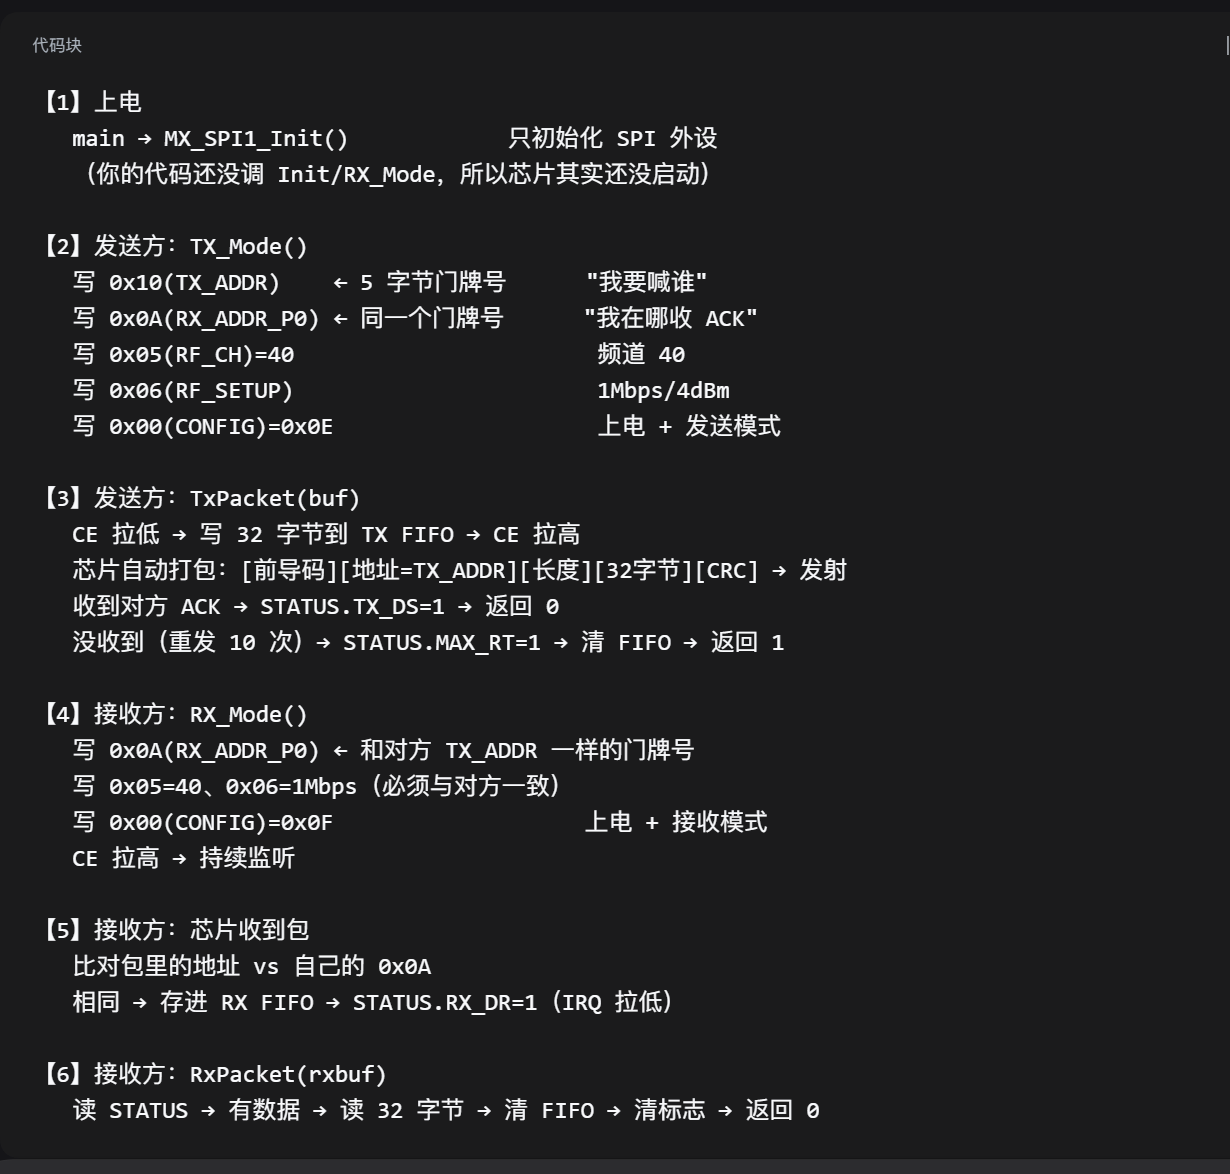 代码块
【1】上电
main → MX_SPI1_Init() 只初始化 SPI 外设
（你的代码还没调 Init/RX_Mode，所以芯片其实还没启动）
【2】发送方：TX_Mode()
写 0x10(TX_ADDR) ← 5 字节门牌号 "我要喊谁"
写 0x0A(RX_ADDR_P0) ← 同一个门牌号 "我在哪收 ACK"
写 0x05(RF_CH)=40 频道 40
写 0x06(RF_SETUP) 1Mbps/4dBm
写 0x00(CONFIG)=0x0E 上电 + 发送模式
【3】发送方：TxPacket(buf)
CE 拉低 → 写 32 字节到 TX FIFO → CE 拉高
芯片自动打包：[前导码][地址=TX_ADDR][长度][32字节][CRC] → 发射
收到对方 ACK → STATUS.TX_DS=1 → 返回 0
没收到（重发 10 次）→ STATUS.MAX_RT=1 → 清 FIFO → 返回 1
【4】接收方：RX_Mode()
写 0x0A(RX_ADDR_P0) ← 和对方 TX_ADDR 一样的门牌号
写 0x05=40、0x06=1Mbps（必须与对方一致）
写 0x00(CONFIG)=0x0F 上电 + 接收模式
CE 拉高 → 持续监听
【5】接收方：芯片收到包
比对包里的地址 vs 自己的 0x0A
相同 → 存进 RX FIFO → STATUS.RX_DR=1（IRQ 拉低）
【6】接收方：RxPacket(rxbuf)
读 STATUS → 有数据 → 读 32 字节 → 清 FIFO → 清标志 → 返回 0